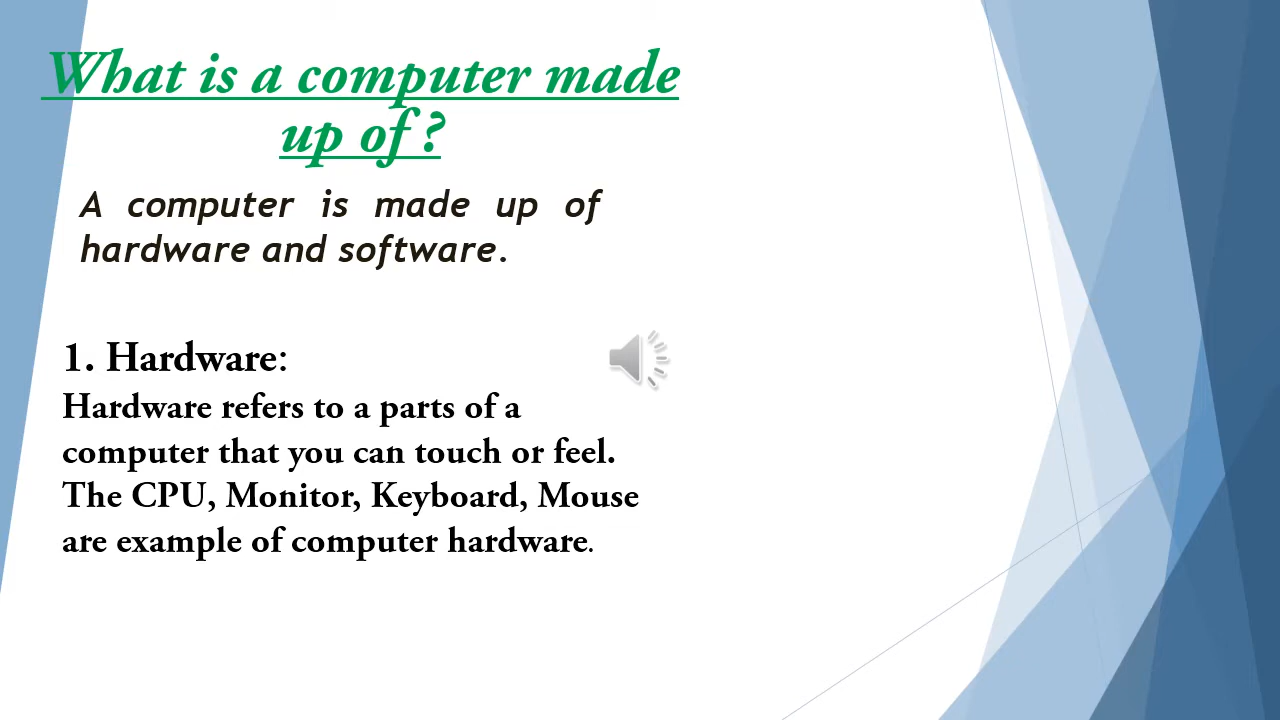 What is a computer made
up of ?
A computer is made up of
hardware and software.
1. Hardware:
Hardware refers to a parts of a
computer that you can touch or feel.
The CPU, Monitor, Keyboard, Mouse
are example of computer hardware.